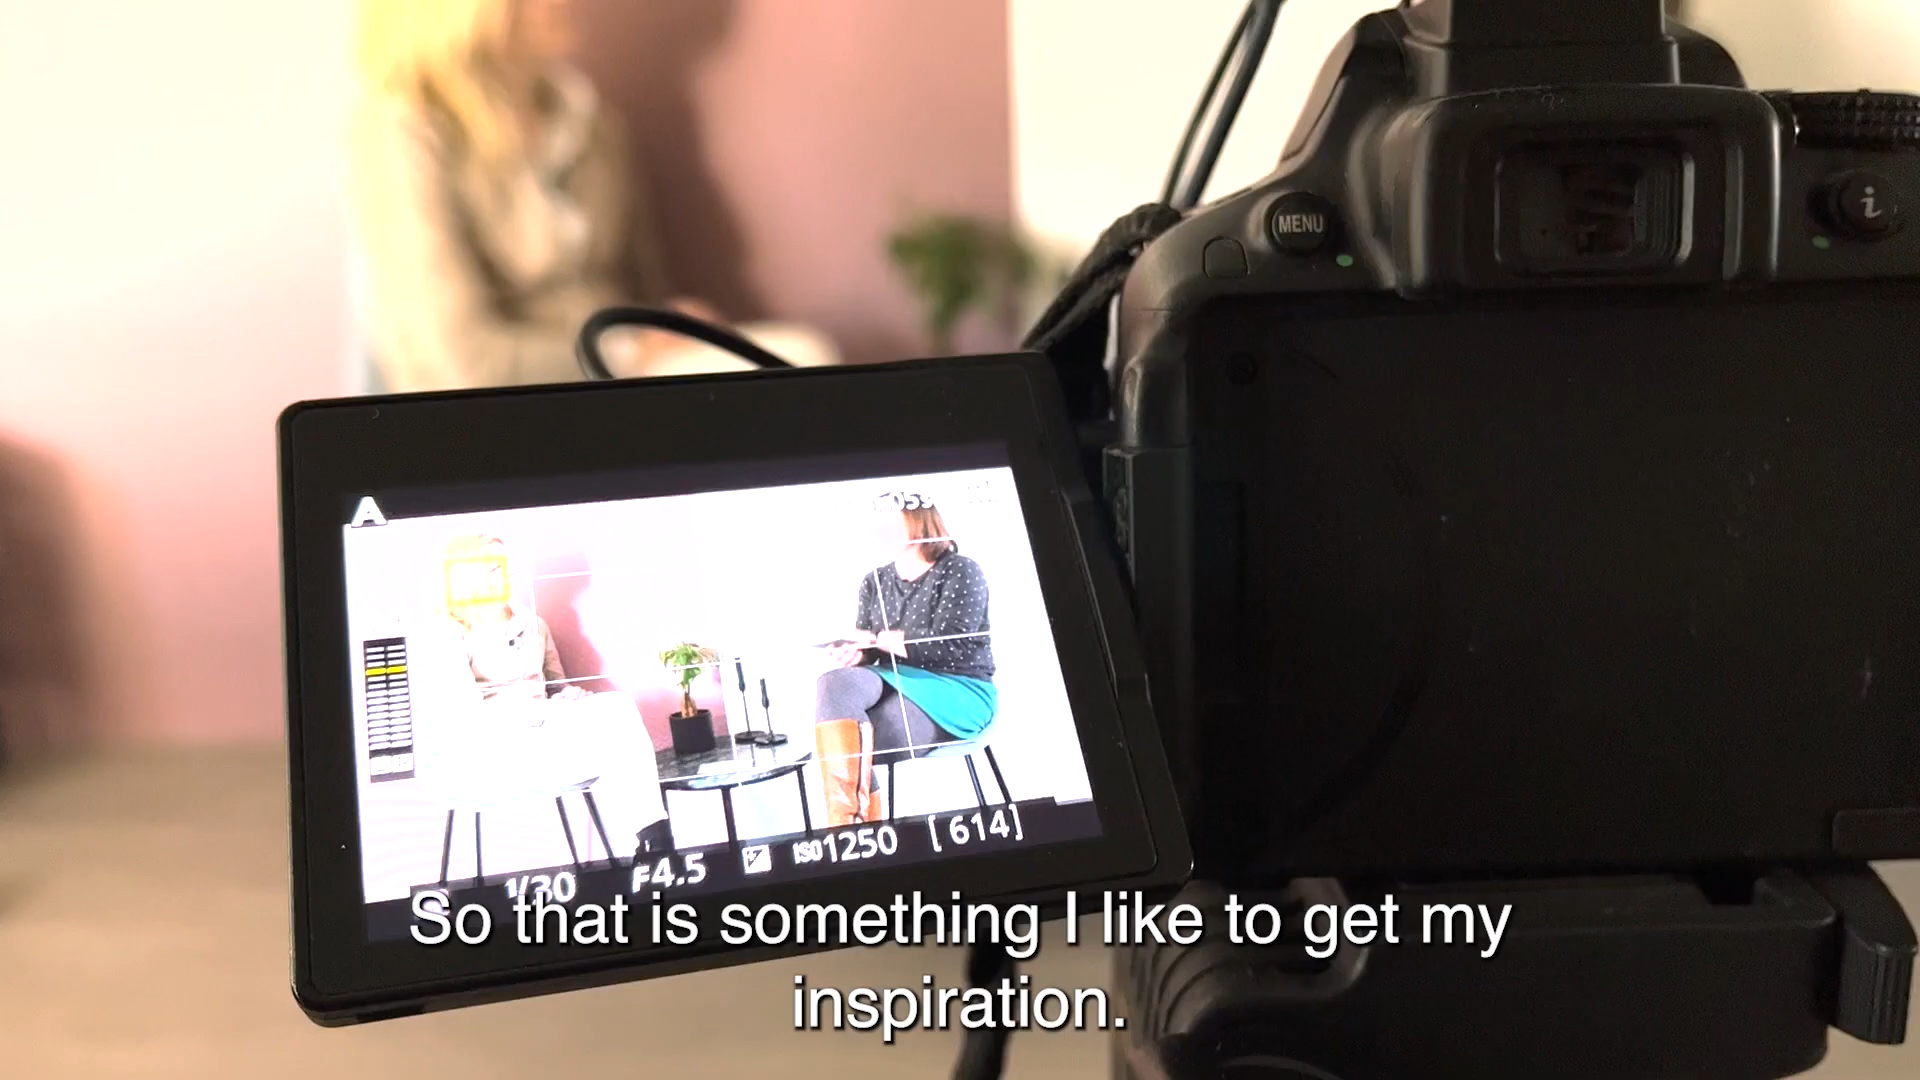 MENU
i
A
1/30 F4.5 ISO1250 [614]
So that is something I like to get my
inspiration.